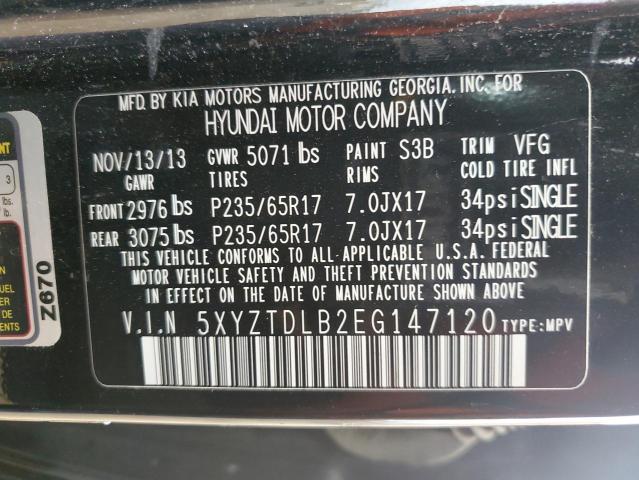 MFD. BY KIA MOTORS MANUFACTURING GEORGIA. INC. FOR
HYUNDAI MOTOR COMPANY
NOV/13/13 GVWR 5071 lbs PAINT S3B TRIM VFG
GAWR TIRES RIMS COLD TIRE INFL
FRONT 2976 lbs P235/65R17 7.0JX17 34psi SINGLE
REAR 3075 lbs P235/65R17 7.0JX17 34psi SINGLE
THIS VEHICLE CONFORMS TO ALL-APPLICABLE U.S.A. FEDERAL
MOTOR VEHICLE SAFETY AND THEFT PREVENTION STANDARDS
IN EFFECT ON THE DATE OF MANUFACTURE SHOWN ABOVE
V.I.N 5XYZTDLB2EG147120 TYPE:MPV
Z670
3
lbs.
lb.